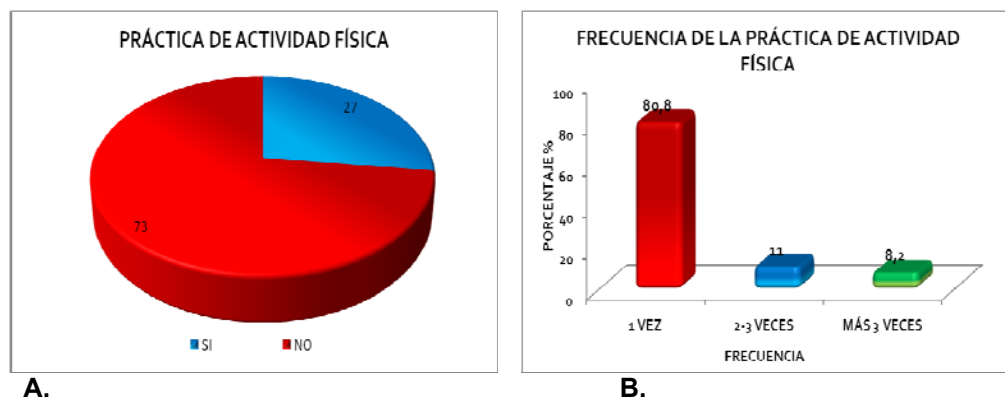 PRÁCTICA DE ACTIVIDAD FÍSICA
27
73
SI
NO
A.
FRECUENCIA DE LA PRÁCTICA DE ACTIVIDAD
FÍSICA
PORCENTAJE %
100
80
60
40
20
0
80,8
11
8,2
1 VEZ
2-3 VECES
MÁS 3 VECES
FRECUENCIA
B.